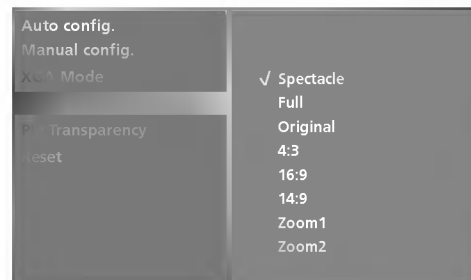 Auto config.
Manual config.
XGA Mode
Transparency
Reset
√ Spectacle
Full
Original
4:3
16:9
14:9
Zoom1
Zoom2